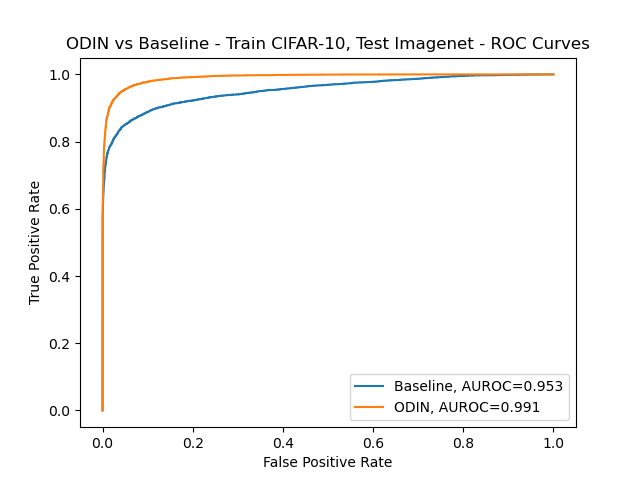 ODIN vs Baseline - Train CIFAR-10, Test Imagenet - ROC Curves
True Positive Rate
1.0
0.8
0.6
0.4
0.2
0.0
Baseline, AUROC=0.953
ODIN, AUROC=0.991
0.0 0.2 0.4 0.6 0.8 1.0
False Positive Rate